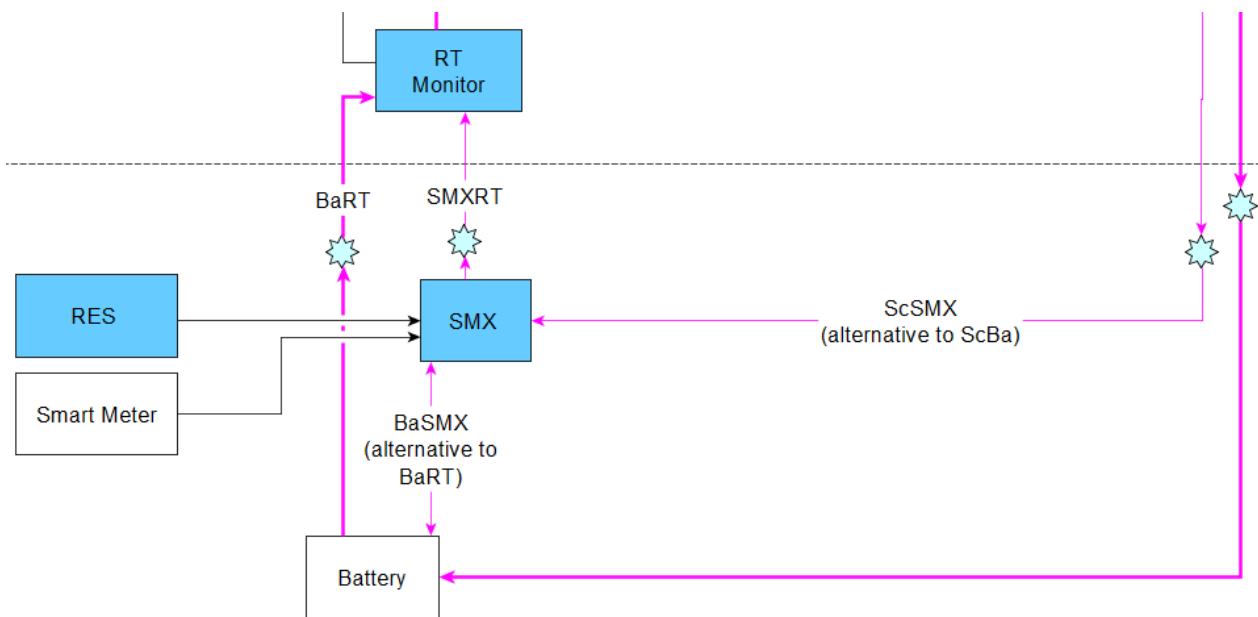 RT
Monitor
BaRT
SMXRT
RES
SMX
ScSMX
(alternative to ScBa)
Smart Meter
BaSMX
(alternative to
BaRT)
Battery